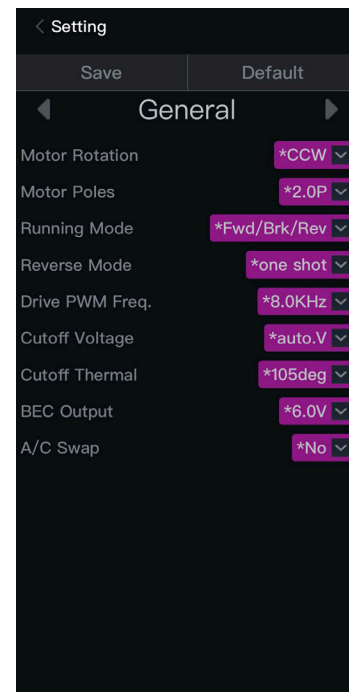 Setting
Save Default
General
Motor Rotation *CCW
Motor Poles *2.0P
Running Mode *Fwd/Brk/Rev
Reverse Mode *one shot
Drive PWM Freq. *8.0KHz
Cutoff Voltage *auto.V
Cutoff Thermal *105deg
BEC Output *6.0V
A/C Swap *No